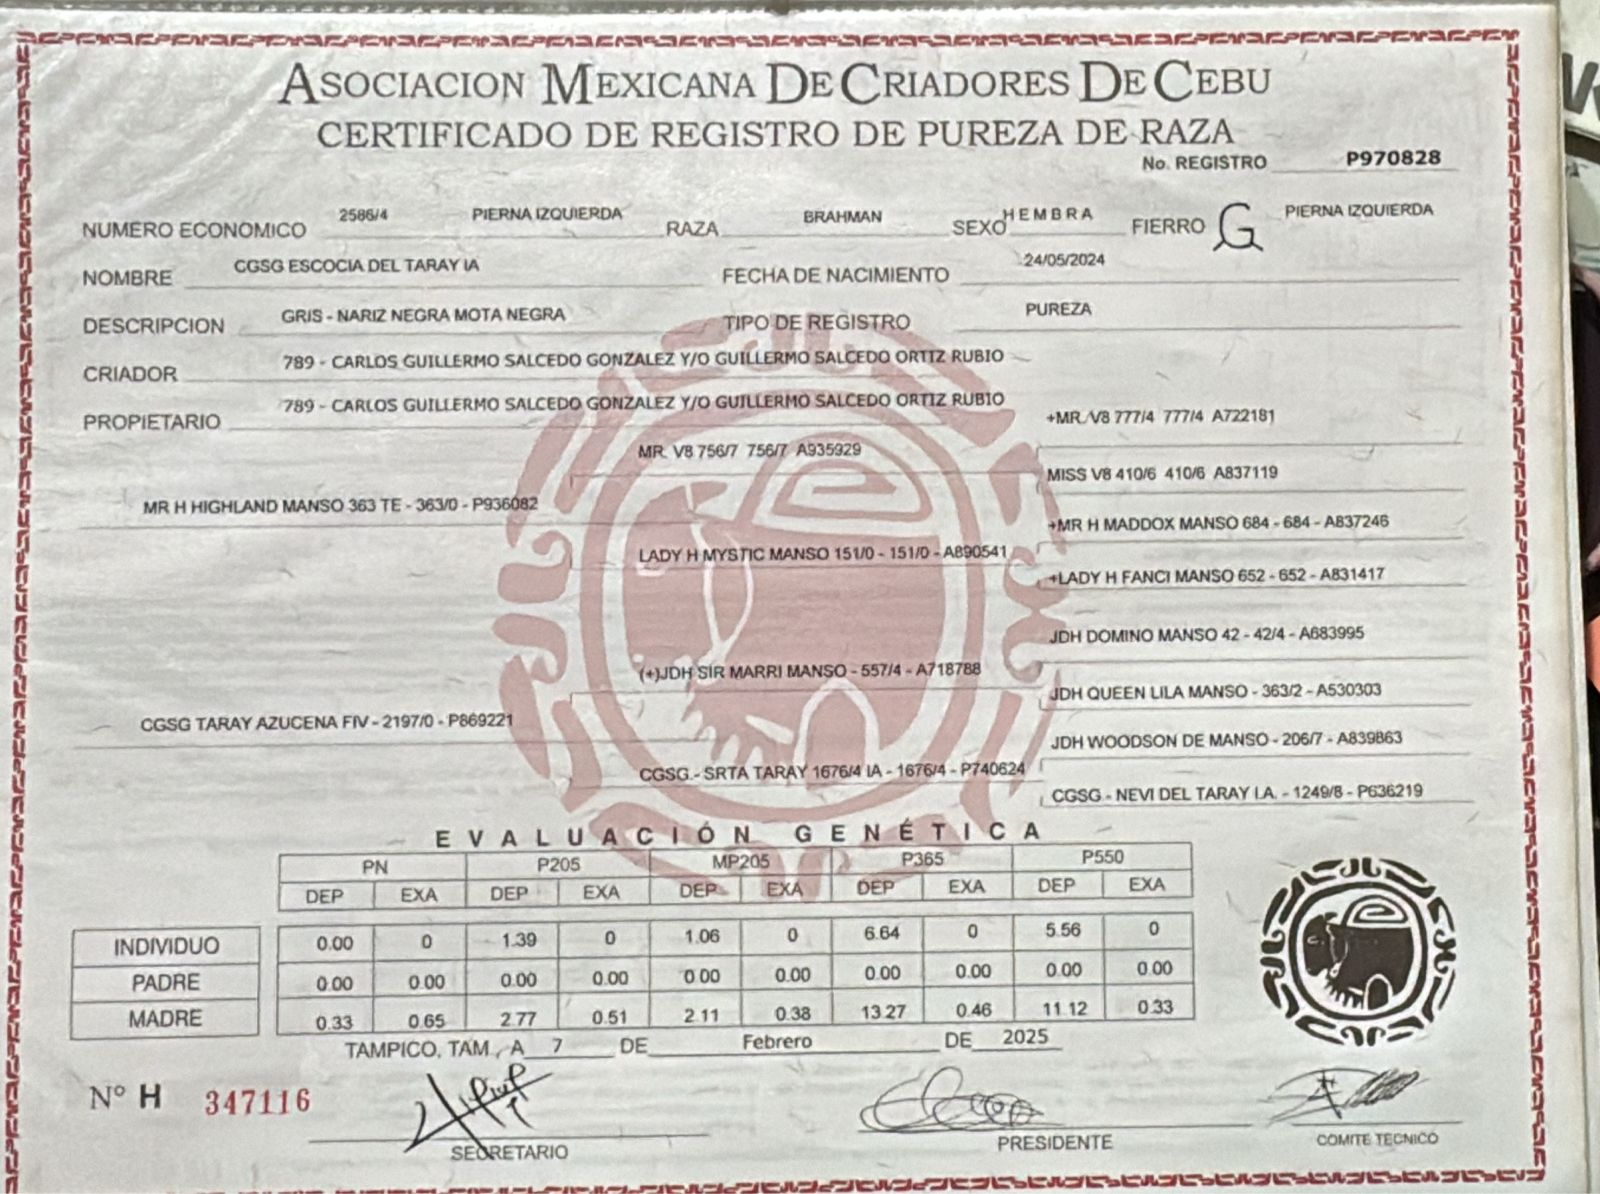 ASOCIACION MEXICANA DE CRIADORES DE CEBU
CERTIFICADO DE REGISTRO DE PUREZA DE RAZA
No. REGISTRO P970828
NUMERO ECONOMICO 2586/4 PIERNA IZQUIERDA RAZA BRAHMAN SEXO HEMBRA FIERRO G PIERNA IZQUIERDA
NOMBRE CGSG ESCOCIA DEL TARAY IA FECHA DE NACIMIENTO 24/05/2024
DESCRIPCION GRIS - NARIZ NEGRA MOTA NEGRA TIPO DE REGISTRO PUREZA
CRIADOR 789 - CARLOS GUILLERMO SALCEDO GONZALEZ Y/O GUILLERMO SALCEDO ORTIZ RUBIO
PROPIETARIO 789 - CARLOS GUILLERMO SALCEDO GONZALEZ Y/O GUILLERMO SALCEDO ORTIZ RUBIO
+MR. V8 777/4 777/4 A722181
MR. V8 756/7 756/7 A935929
MISS V8 410/6 410/6 A837119
MR H HIGHLAND MANSO 363 TE - 363/0 - P936082
+MR H MADDOX MANSO 684 - 684 - A837246
LADY H MYSTIC MANSO 151/0 - 151/0 - A890541
+LADY H FANCI MANSO 652 - 652 - A831417
JDH DOMINO MANSO 42 - 42/4 - A683995
(+)JDH SIR MARRI MANSO - 557/4 - A718788
JDH QUEEN LILA MANSO - 363/2 - A530303
CGSG TARAY AZUCENA FIV - 2197/0 - P869221
JDH WOODSON DE MANSO - 206/7 - A839863
CGSG - SRTA TARAY 1676/4 IA - 1676/4 - P740624
CGSG - NEVI DEL TARAY I.A. - 1249/8 - P636219
EVALUACIÓN GENÉTICA
PN P205 MP205 P365 P550
DEP EXA DEP EXA DEP EXA DEP EXA DEP EXA
INDIVIDUO 0.00 0 1.39 0 1.06 0 6.64 0 5.56 0
PADRE 0.00 0.00 0.00 0.00 0.00 0.00 0.00 0.00 0.00 0.00
MADRE 0.33 0.65 2.77 0.51 2.11 0.38 13.27 0.46 11.12 0.33
TAMPICO, TAM., A 7 DE Febrero DE 2025
Nº H 347116
SECRETARIO PRESIDENTE COMITE TECNICO